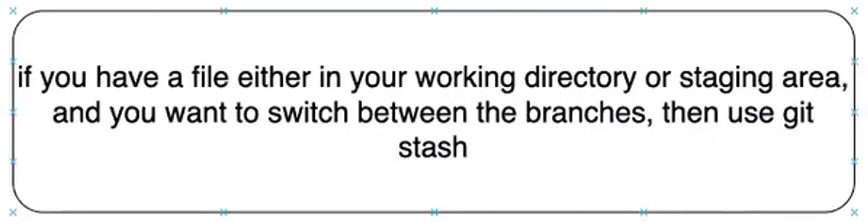 if you have a file either in your working directory or staging area,
and you want to switch between the branches, then use git
stash